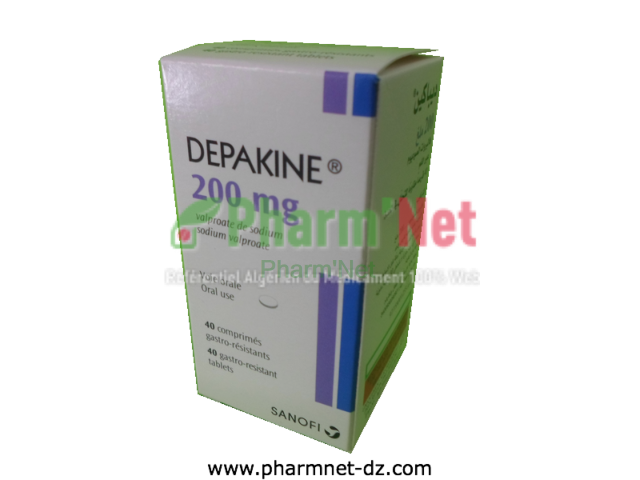 DEPAKINE®
200 mg
valproate de sodium
sodium valproate
Pharm'Net
Pharm'Net
Référentiel Algérien du Médicament 100% Web
Voie orale
Oral use
40 comprimés
gastro-résistants
40 gastro-resistant
tablets
SANOFI
www.pharmnet-dz.com